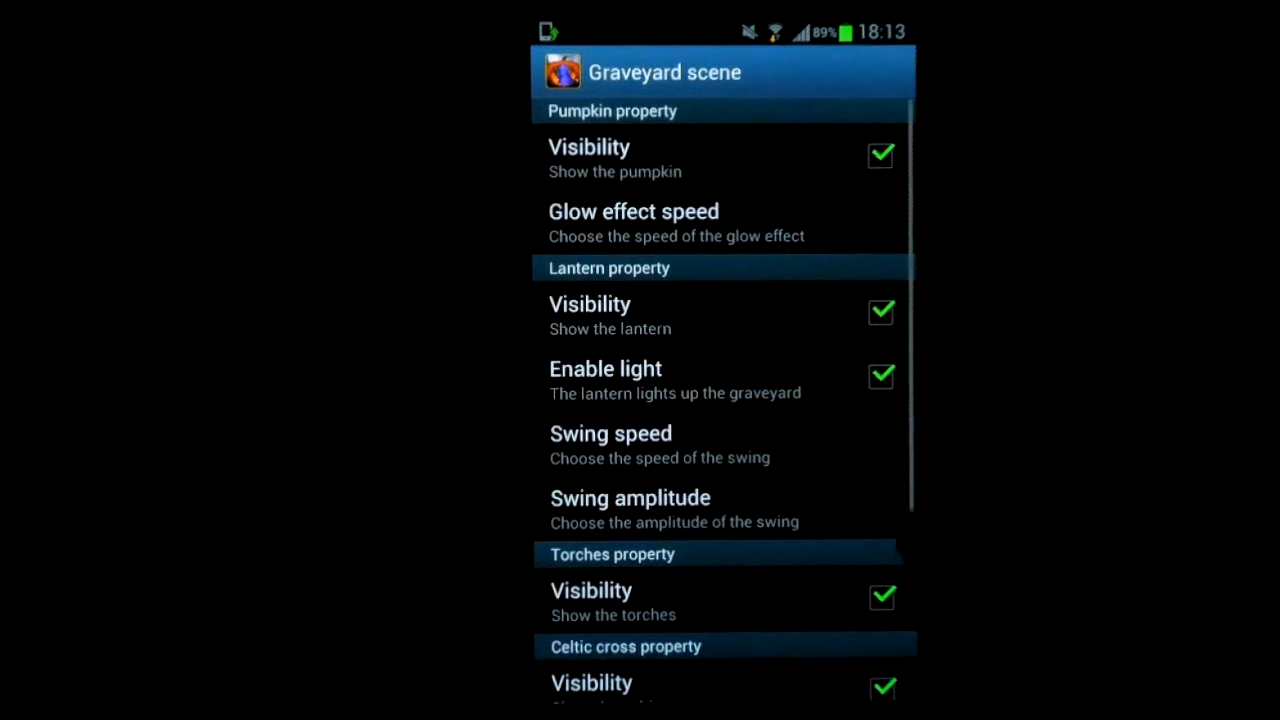 89% 18:13
Graveyard scene
Pumpkin property
Visibility
Show the pumpkin
Glow effect speed
Choose the speed of the glow effect
Lantern property
Visibility
Show the lantern
Enable light
The lantern lights up the graveyard
Swing speed
Choose the speed of the swing
Swing amplitude
Choose the amplitude of the swing
Torches property
Visibility
Show the torches
Celtic cross property
Visibility